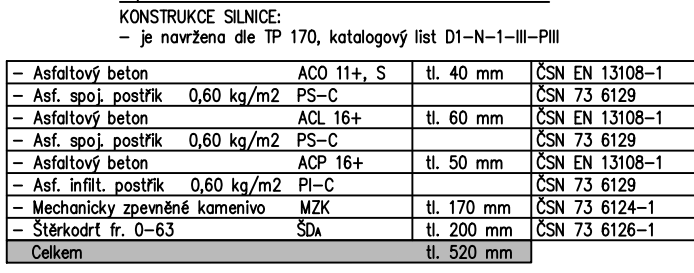 KONSTRUKCE SILNICE:
– je navržena dle TP 170, katalogový list D1–N–1–III–PIII
– Asfaltový beton ACO 11+, S tl. 40 mm ČSN EN 13108–1
– Asf. spoj. postřik 0,60 kg/m2 PS–C ČSN 73 6129
– Asfaltový beton ACL 16+ tl. 60 mm ČSN EN 13108–1
– Asf. spoj. postřik 0,60 kg/m2 PS–C ČSN 73 6129
– Asfaltový beton ACP 16+ tl. 50 mm ČSN EN 13108–1
– Asf. infilt. postřik 0,60 kg/m2 PI–C ČSN 73 6129
– Mechanicky zpevněné kamenivo MZK tl. 170 mm ČSN 73 6124–1
– Štěrkodrť fr. 0–63 ŠDA tl. 200 mm ČSN 73 6126–1
Celkem tl. 520 mm